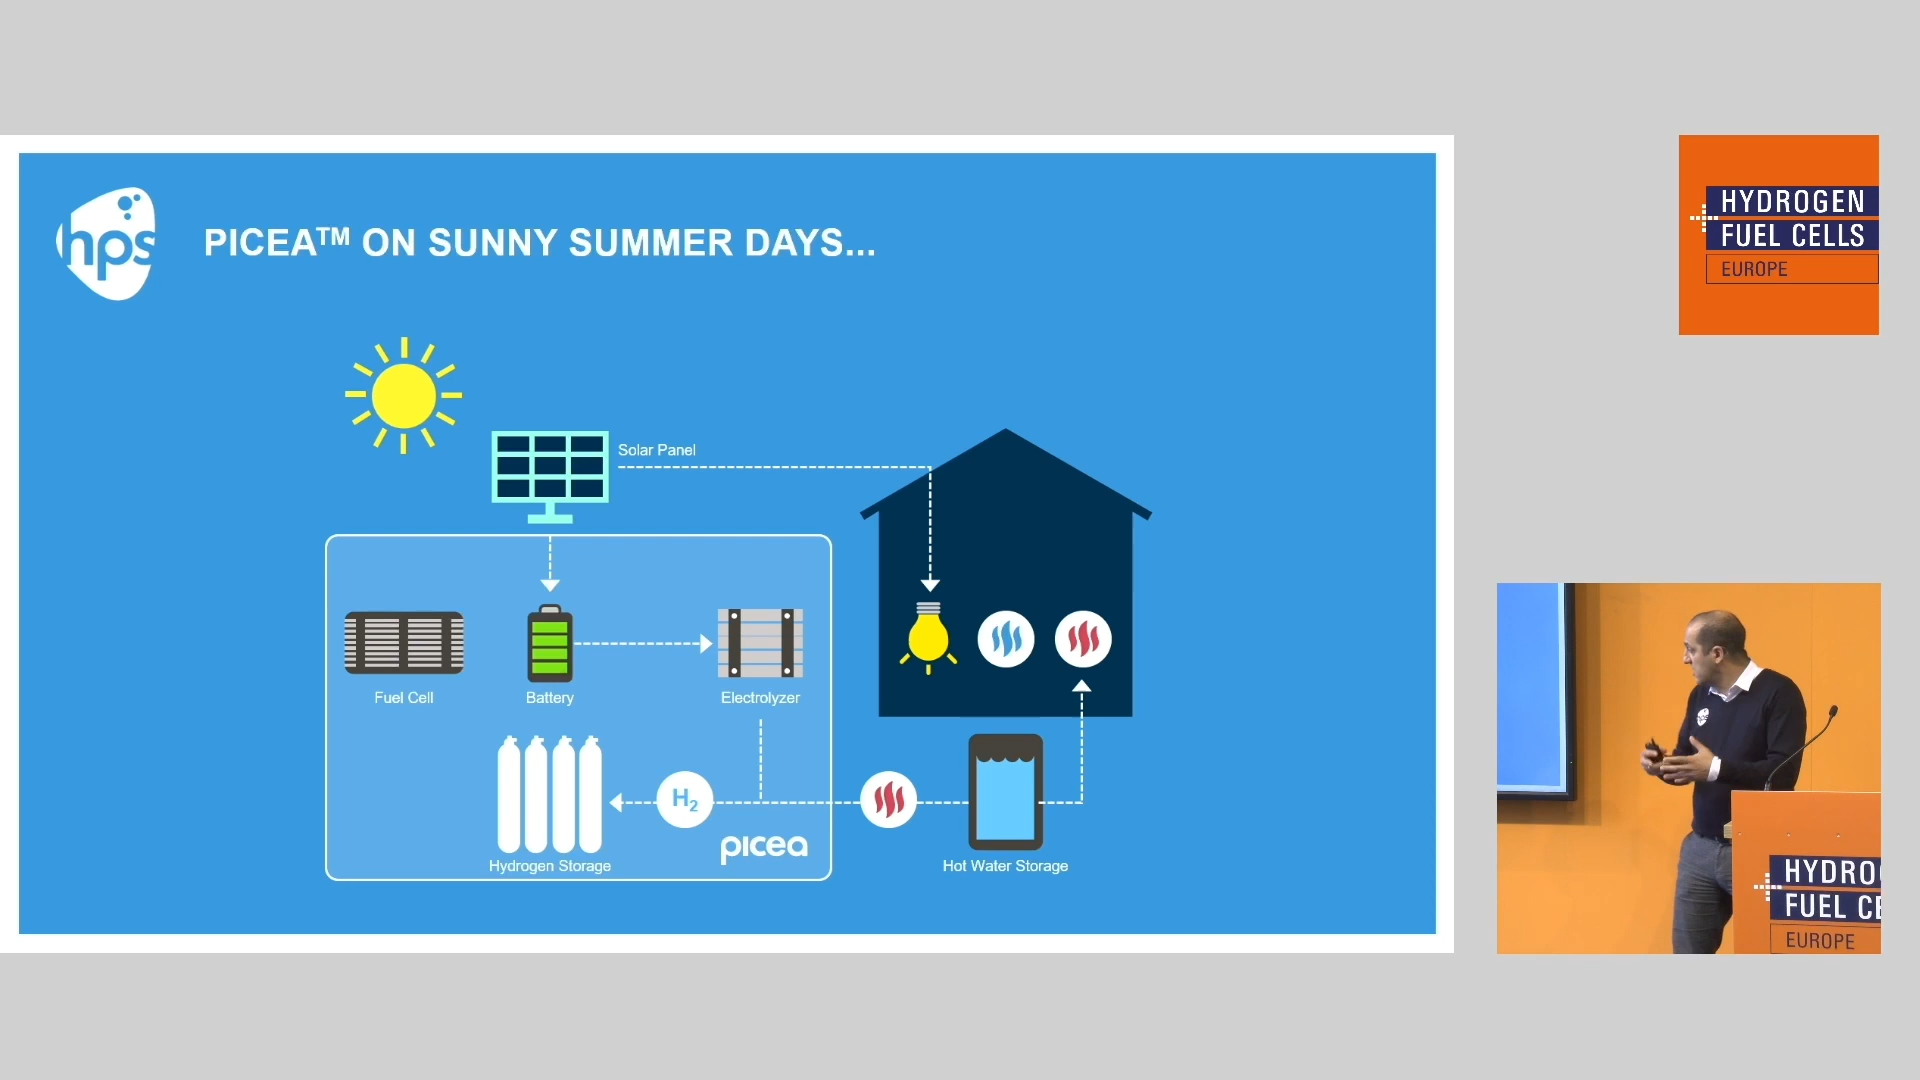 hps
PICEA™ ON SUNNY SUMMER DAYS...
Solar Panel
Fuel Cell
Battery
Electrolyzer
H₂
picea
Hydrogen Storage
Hot Water Storage
HYDROGEN
FUEL CELLS
EUROPE
HYDRO
FUEL CE
EUROPE